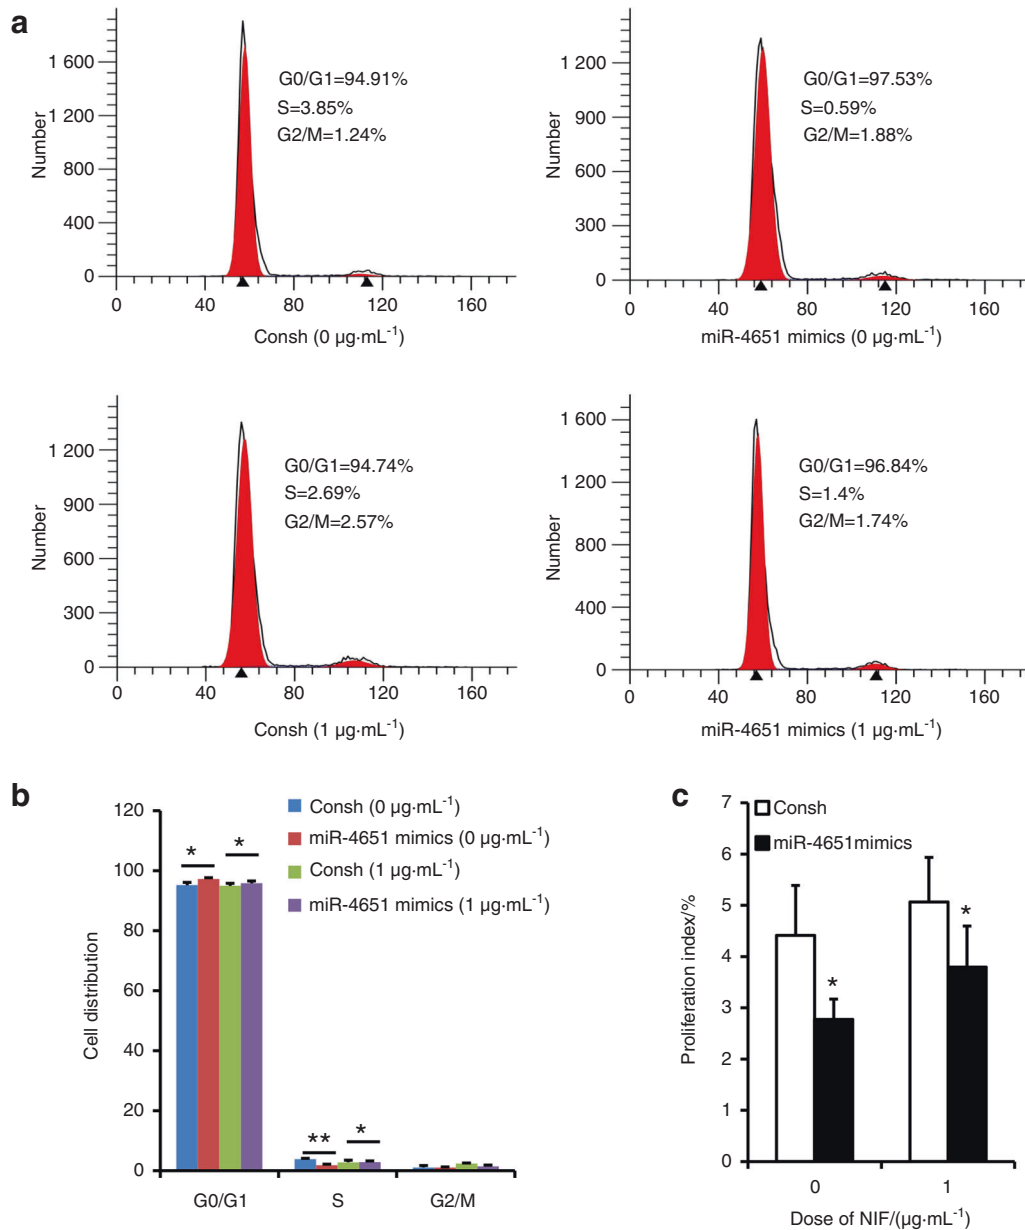 a
Number
1 600
1 200
800
400
0
0 40 80 120 160
G0/G1=94.91%
S=3.85%
G2/M=1.24%
Consh (0 µg·mL-1)
Number
1 200
900
600
300
0
0 40 80 120 160
G0/G1=97.53%
S=0.59%
G2/M=1.88%
miR-4651 mimics (0 µg·mL-1)
Number
1 200
900
600
300
0
0 40 80 120 160
G0/G1=94.74%
S=2.69%
G2/M=2.57%
Consh (1 µg·mL-1)
Number
1 600
1 200
800
400
0
0 40 80 120 160
G0/G1=96.84%
S=1.4%
G2/M=1.74%
miR-4651 mimics (1 µg·mL-1)
b
Cell distribution
120
100
80
60
40
20
0
Consh (0 µg·mL-1)
miR-4651 mimics (0 µg·mL-1)
Consh (1 µg·mL-1)
miR-4651 mimics (1 µg·mL-1)
* *
** *
G0/G1 S G2/M
c
Proliferation index/%
7
6
5
4
3
2
1
0
Consh
miR-4651mimics
* *
0 1
Dose of NIF/(µg·mL-1)